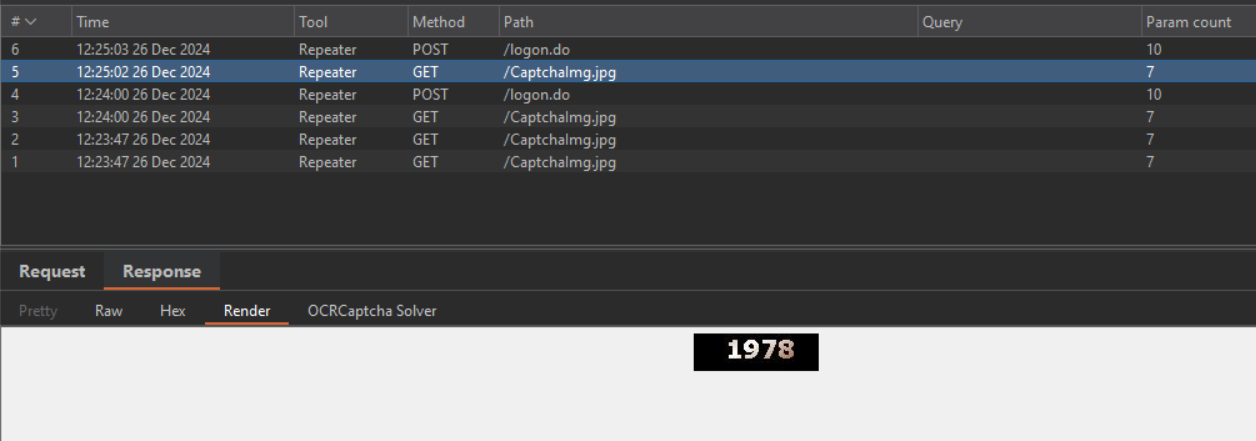 # Time Tool Method Path Query Param count
6 12:25:03 26 Dec 2024 Repeater POST /logon.do 10
5 12:25:02 26 Dec 2024 Repeater GET /CaptchaImg.jpg 7
4 12:24:00 26 Dec 2024 Repeater POST /logon.do 10
3 12:24:00 26 Dec 2024 Repeater GET /CaptchaImg.jpg 7
2 12:23:47 26 Dec 2024 Repeater GET /CaptchaImg.jpg 7
1 12:23:47 26 Dec 2024 Repeater GET /CaptchaImg.jpg 7
Request Response
Pretty Raw Hex Render OCRCaptcha Solver
1978